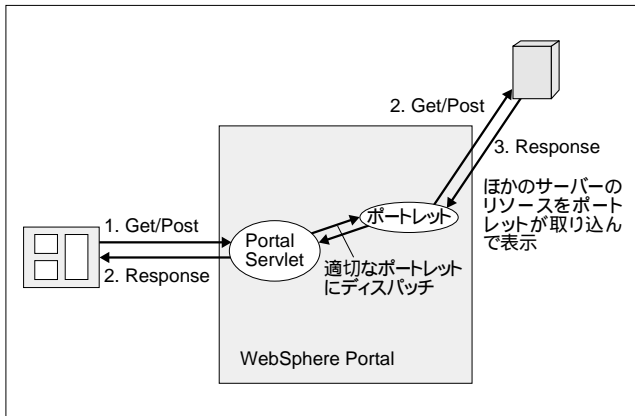 2. Get/Post
3. Response
ほかのサーバーの
リソースをポート
レットが取り込ん
で表示
1. Get/Post
2. Response
Portal
Servlet
ポートレット
適切なポートレット
にディスパッチ
WebSphere Portal